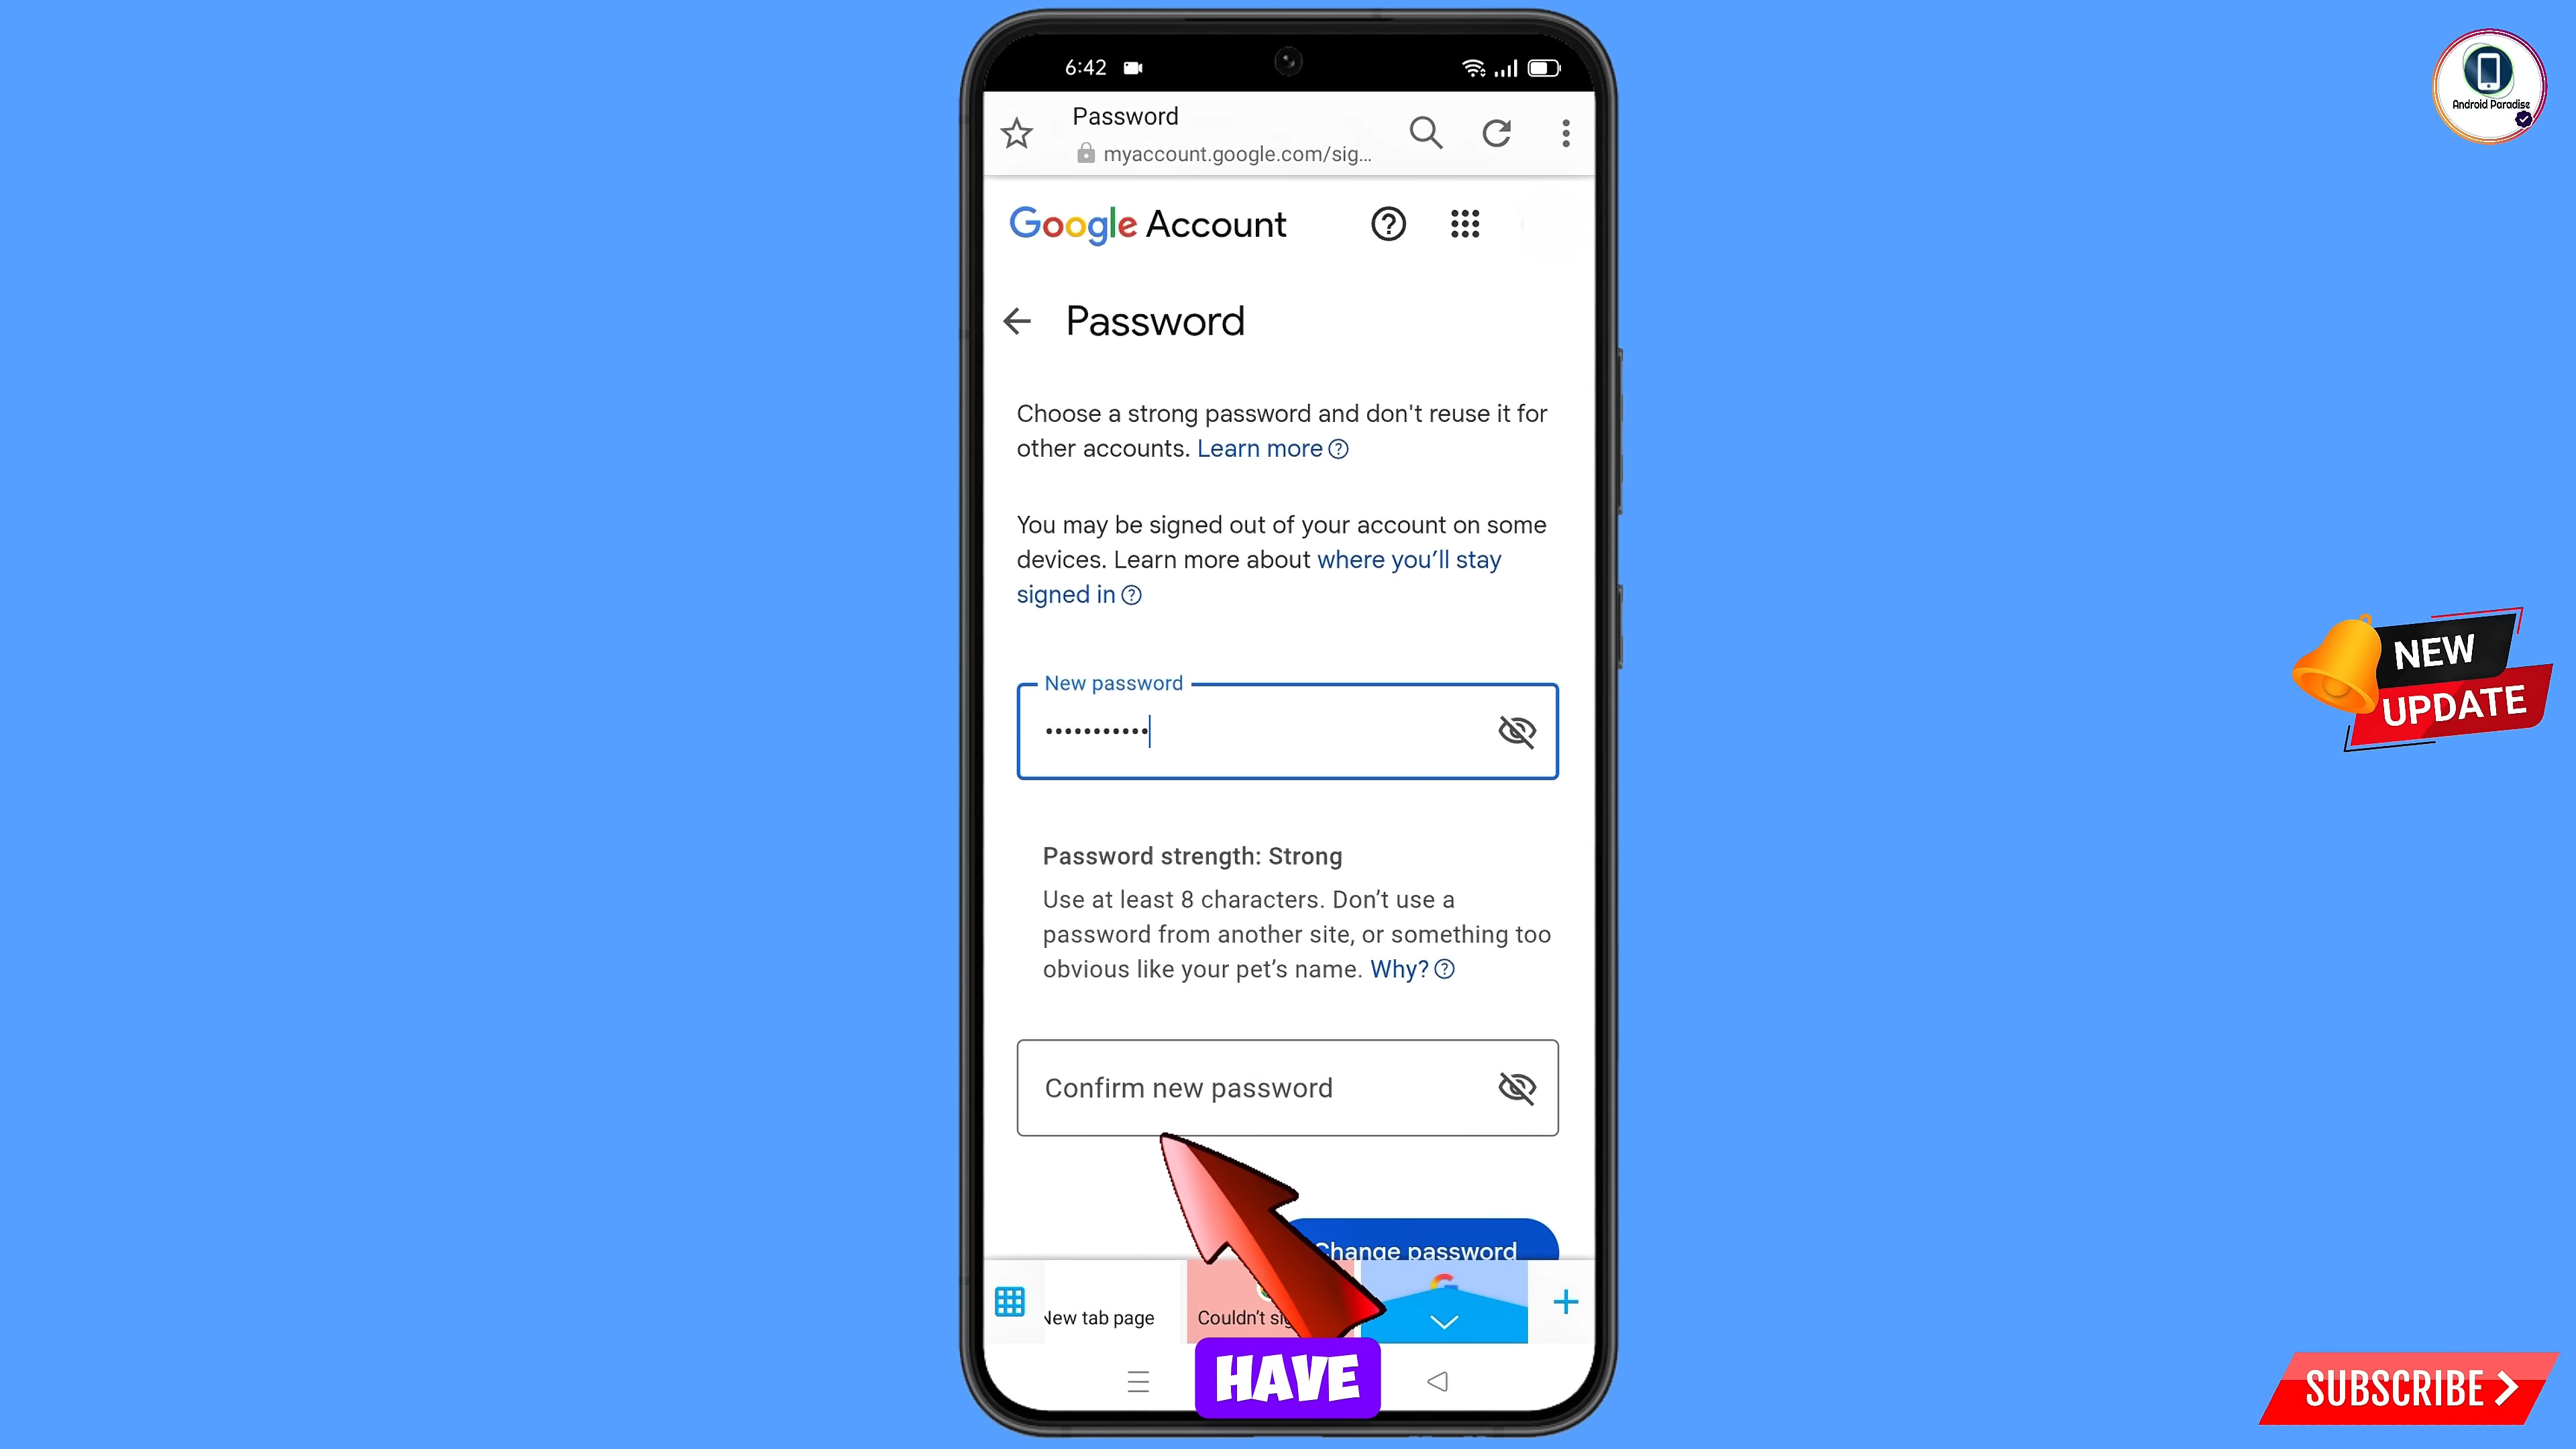 6:42
Password
myaccount.google.com/sig...
Google Account
Password
Choose a strong password and don't reuse it for
other accounts. Learn more
You may be signed out of your account on some
devices. Learn more about where you'll stay
signed in
New password
Password strength: Strong
Use at least 8 characters. Don't use a
password from another site, or something too
obvious like your pet's name. Why?
Confirm new password
Change password
New tab page
Couldn't
HAVE
Android Paradise
NEW
UPDATE
SUBSCRIBE